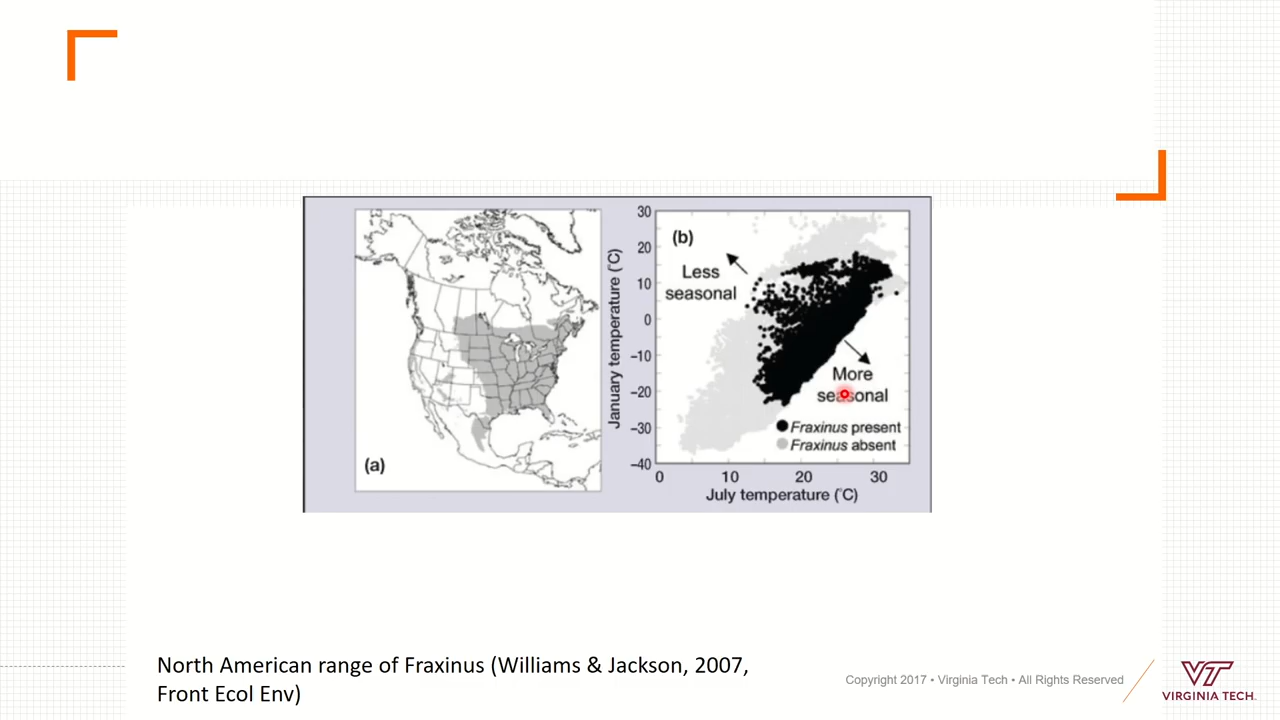 30
(b)
20
Less
seasonal
10
0
-10
More
seasonal
-20
Fraxinus present
-30
Fraxinus absent
-40
0
10
20
30
July temperature (°C)
January temperature (°C)
(a)
North American range of Fraxinus (Williams & Jackson, 2007,
Front Ecol Env)
Copyright 2017 • Virginia Tech • All Rights Reserved
VT
VIRGINIA TECH.